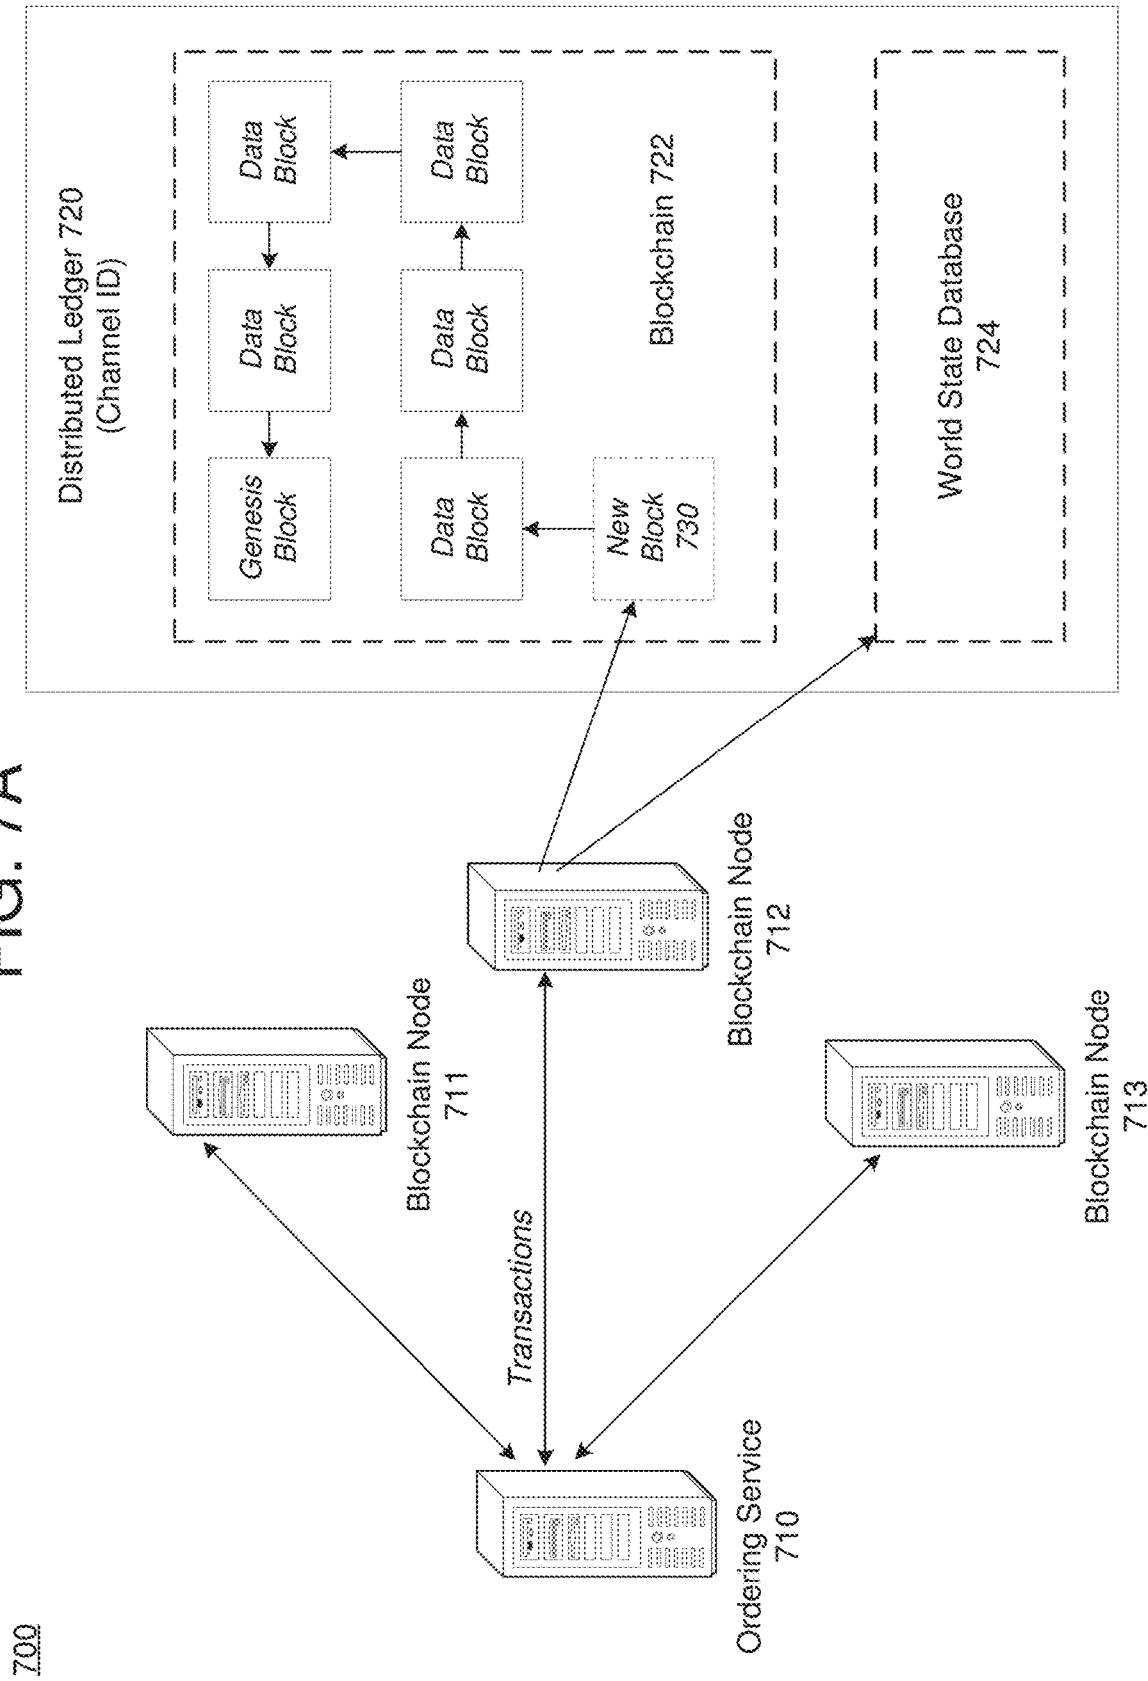 700
FIG. 7A
Distributed Ledger 720
(Channel ID)
Genesis
Block
Data
Block
Data
Block
Data
Block
Data
Block
Data
Block
New
Block
730
Blockchain 722
World State Database
724
Blockchain Node
711
Transactions
Blockchain Node
712
Ordering Service
710
Blockchain Node
713